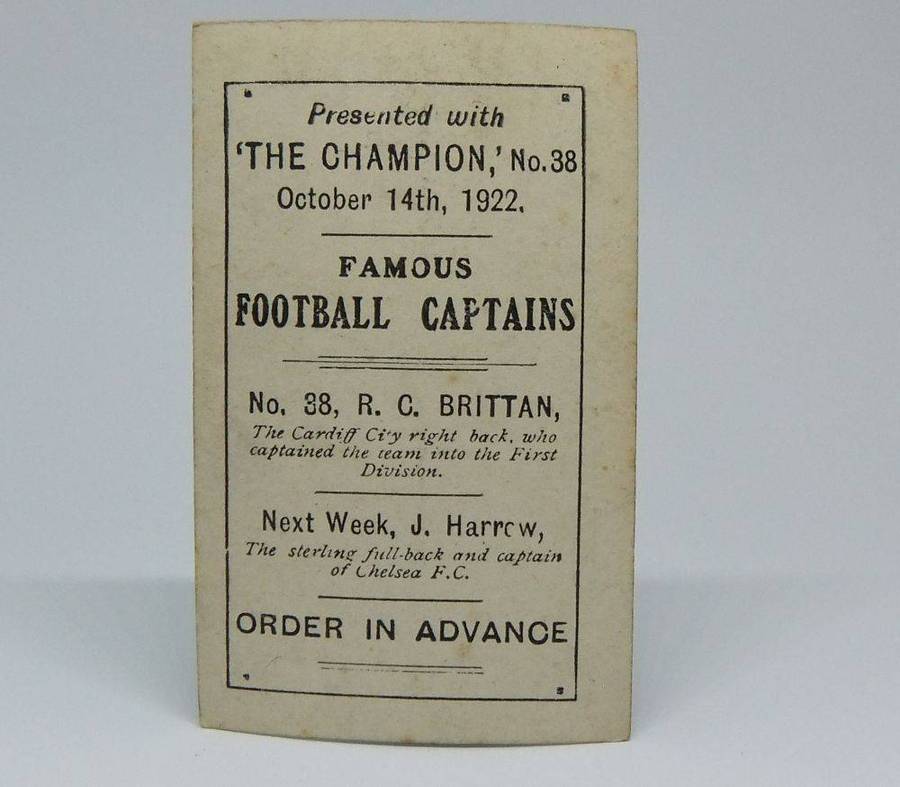 Presented with
'THE CHAMPION,' No. 38
October 14th, 1922.
FAMOUS
FOOTBALL CAPTAINS
No. 38, R. C. BRITTAN,
The Cardiff City right back, who
captained the team into the First
Division.
Next Week, J. Harrow,
The sterling full-back and captain
of Chelsea F.C.
ORDER IN ADVANCE